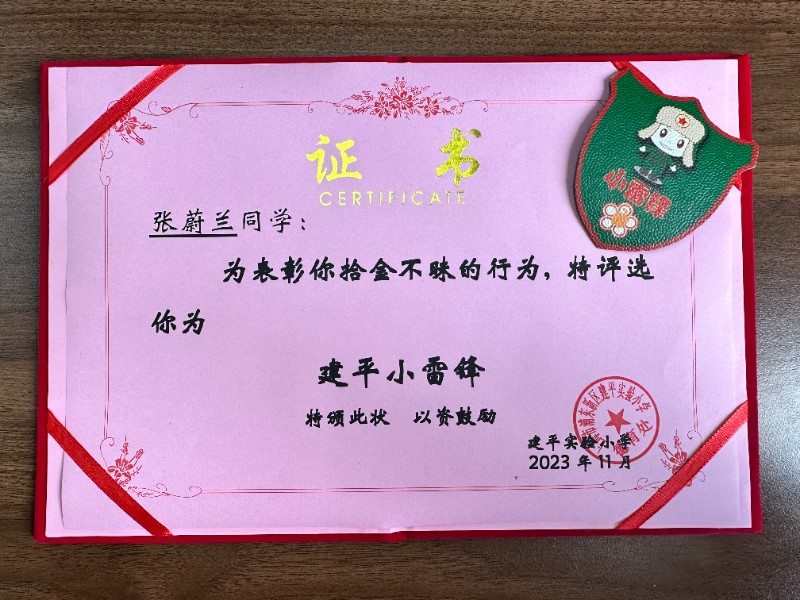 证 书
CERTIFICATE
张蔚兰同学：
为表彰你拾金不昧的行为，特评选
你为
建平小雷锋
特颁此状 以资鼓励
建平实验小学
2023 年 11 月
小雷锋